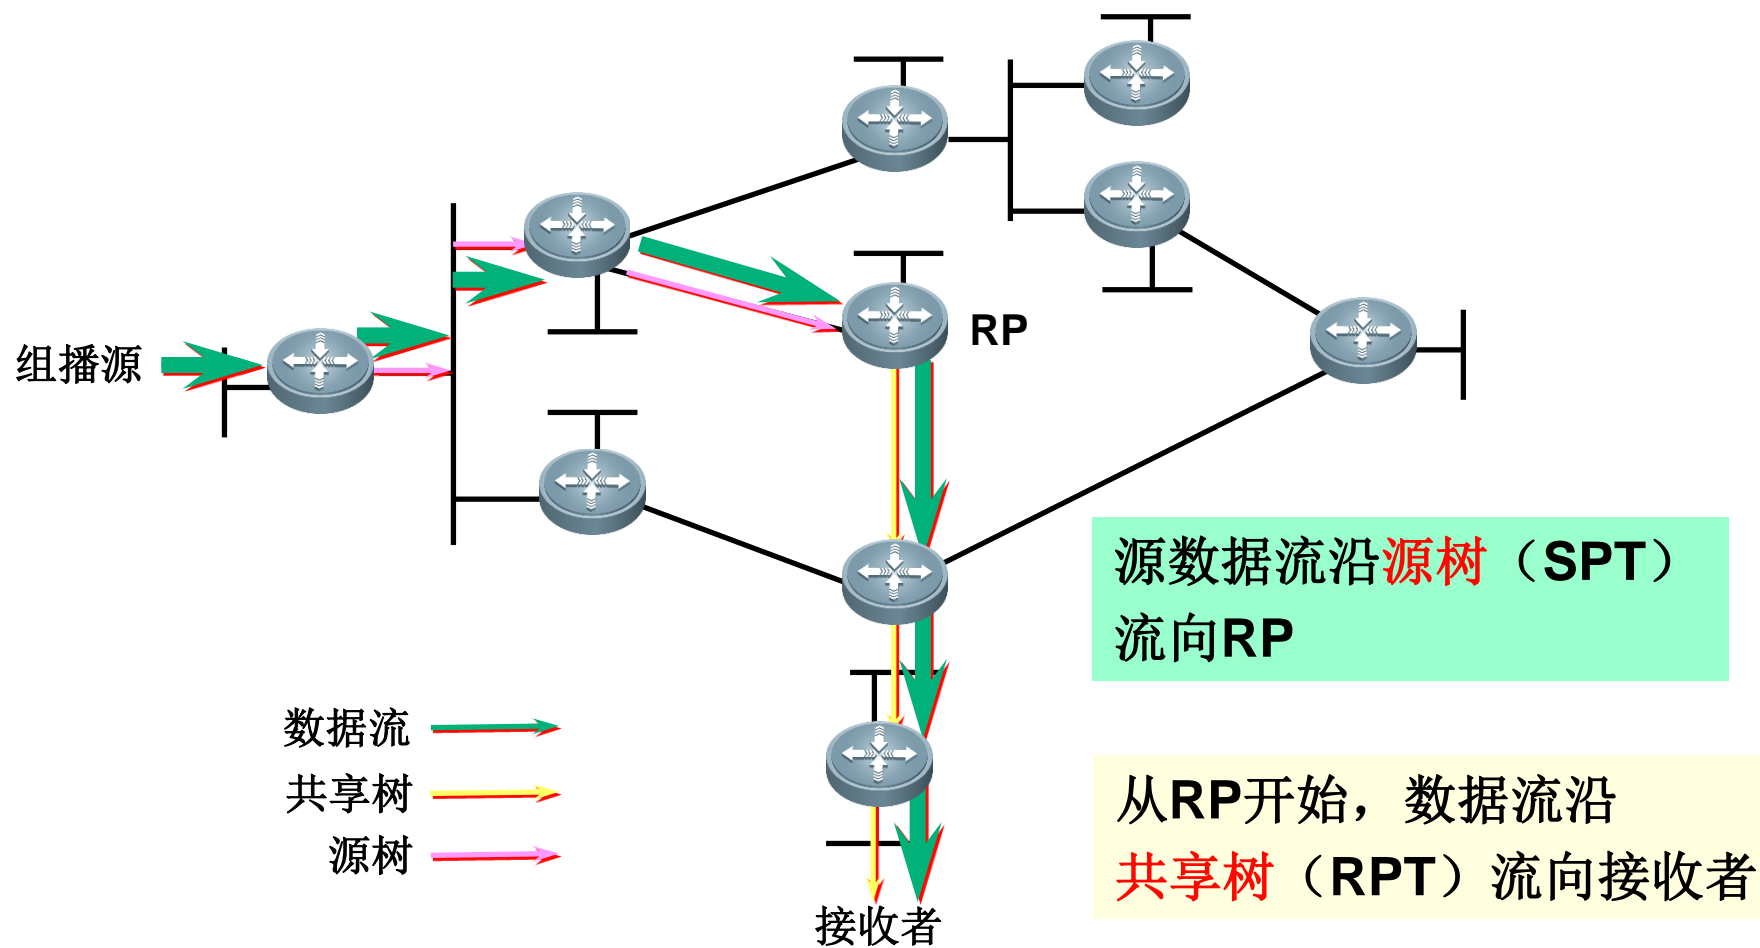 RP
组播源
源数据流沿源树（SPT）
流向RP
数据流
共享树
源树
从RP开始，数据流沿
共享树（RPT）流向接收者
接收者